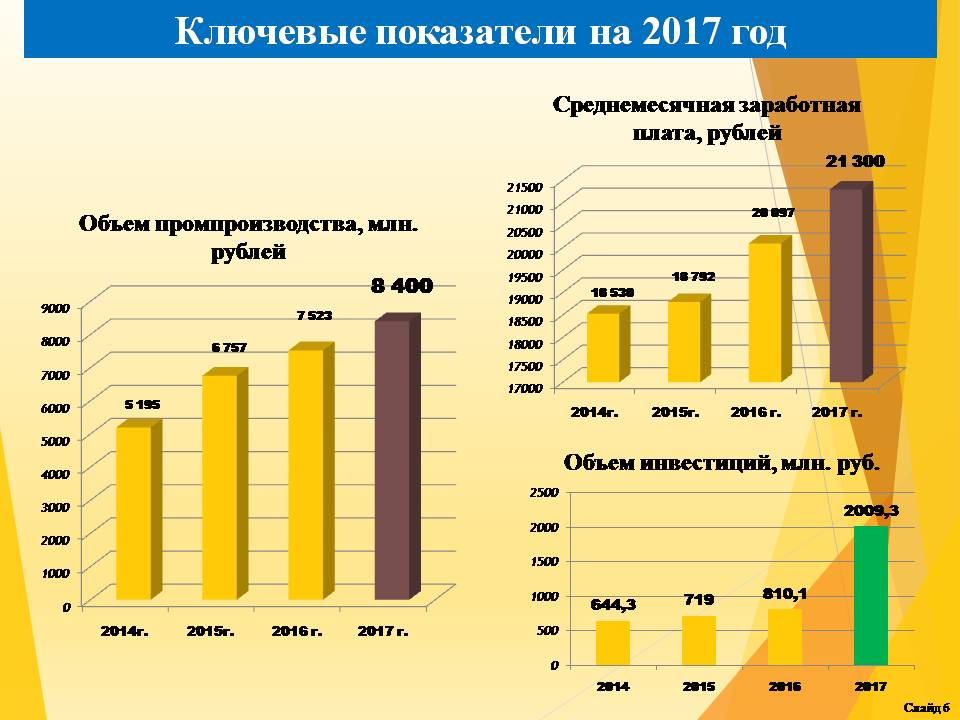 Ключевые показатели на 2017 год
Объем промпроизводства, млн.
рублей
8 400
7 523
6 757
5 195
9000
8000
7000
6000
5000
4000
3000
2000
1000
0
2014г.
2015г.
2016 г.
2017 г.
Среднемесячная заработная
плата, рублей
21 300
20 097
18 792
18 530
21500
21000
20500
20000
19500
19000
18500
18000
17500
17000
2014г.
2015г.
2016 г.
2017 г.
Объем инвестиций, млн. руб.
2500
2000
1500
1000
500
0
644,3
719
810,1
2009,3
2014
2015
2016
2017
Слайд 6